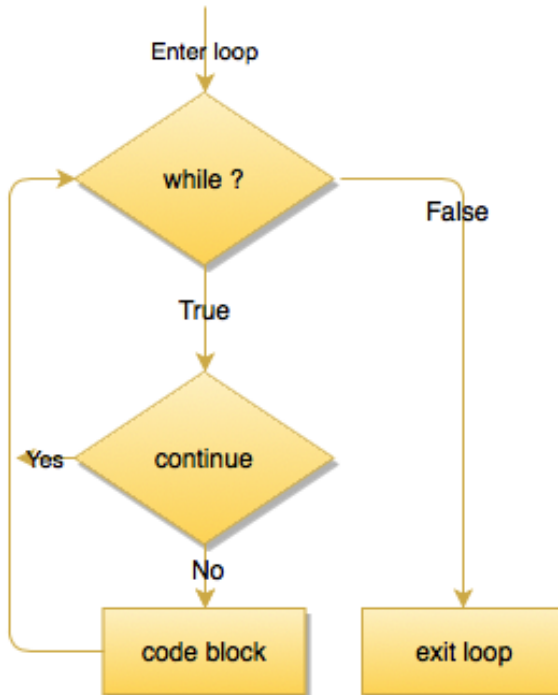 Enter loop
while ?
False
True
continue
Yes
No
code block
exit loop